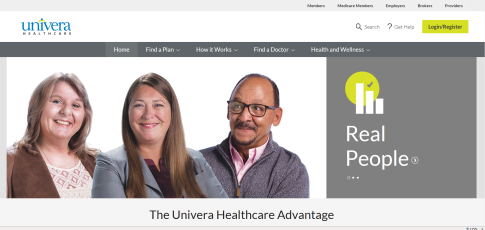 Members Medicare Members Employers Brokers Providers
univera
HEALTHCARE
Search ? Get Help Login/Register
Home Find a Plan How it Works Find a Doctor Health and Wellness
Real
People
The Univera Healthcare Advantage